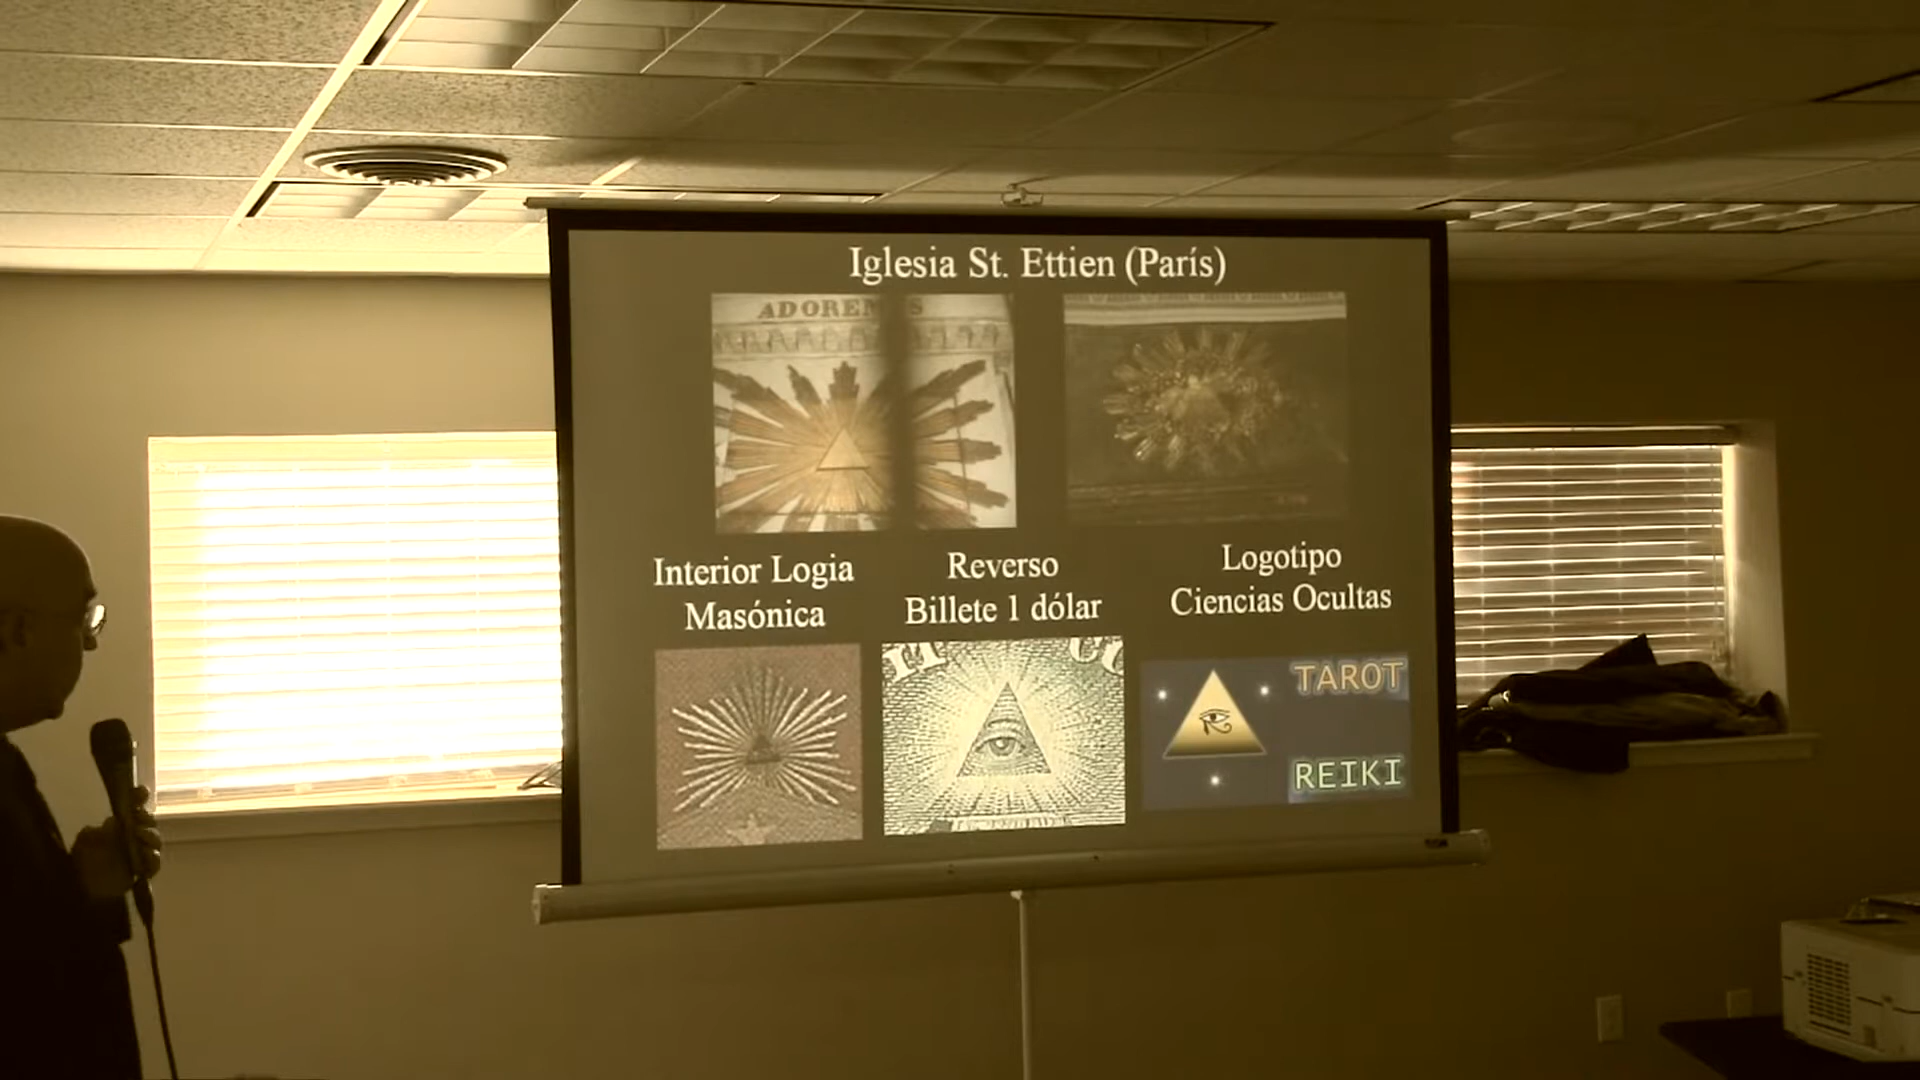 Iglesia St. Ettien (París)
ADOREM S
Interior Logia
Masónica
Reverso
Billete 1 dólar
Logotipo
Ciencias Ocultas
TAROT
REIKI